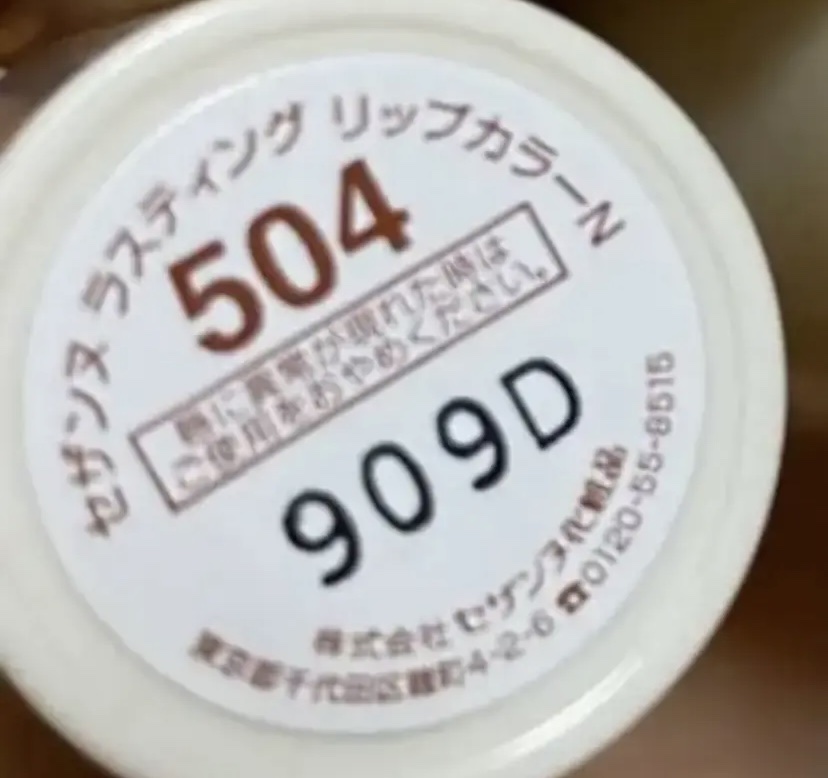 セザンヌ ラスティング リップカラーN
504
唇に異常が現れた時は
ご使用をおやめください。
909D
株式会社 セザンヌ化粧品
東京都千代田区麹町4-2-6 ☎0120-55-8515